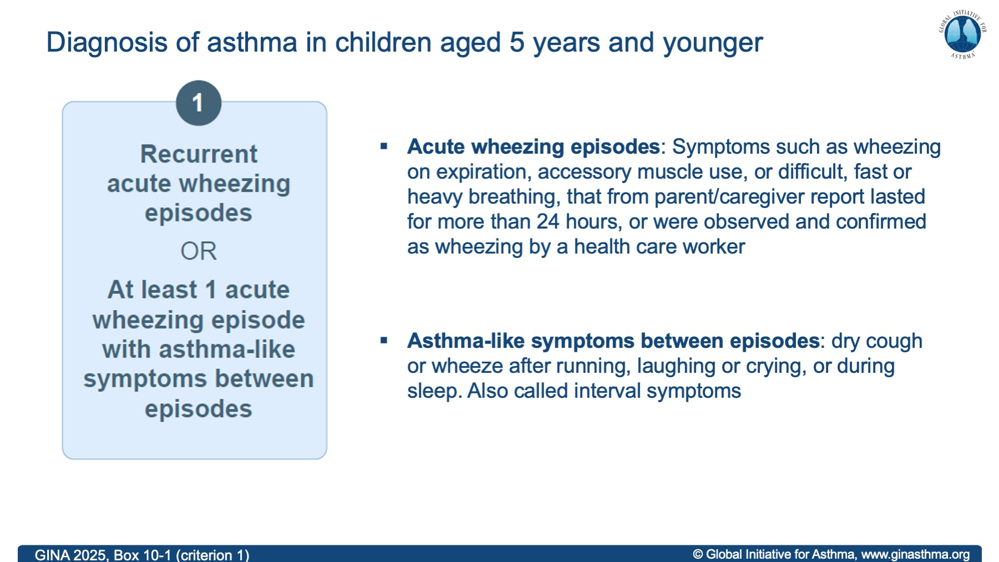 Diagnosis of asthma in children aged 5 years and younger
GLOBAL INITIATIVE FOR
ASTHMA
1
Recurrent
acute wheezing
episodes
OR
At least 1 acute
wheezing episode
with asthma-like
symptoms between
episodes
▪ Acute wheezing episodes: Symptoms such as wheezing
on expiration, accessory muscle use, or difficult, fast or
heavy breathing, that from parent/caregiver report lasted
for more than 24 hours, or were observed and confirmed
as wheezing by a health care worker
▪ Asthma-like symptoms between episodes: dry cough
or wheeze after running, laughing or crying, or during
sleep. Also called interval symptoms
GINA 2025, Box 10-1 (criterion 1)
© Global Initiative for Asthma, www.ginasthma.org